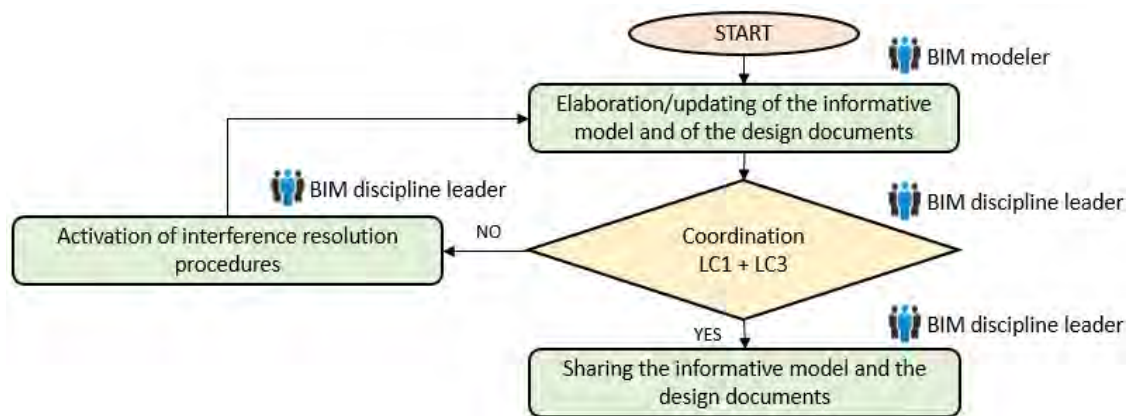 START
BIM modeler
Elaboration/updating of the informative
model and of the design documents
BIM discipline leader
BIM discipline leader
Activation of interference resolution
procedures
NO
Coordination
LC1 + LC3
BIM discipline leader
YES
Sharing the informative model and the
design documents